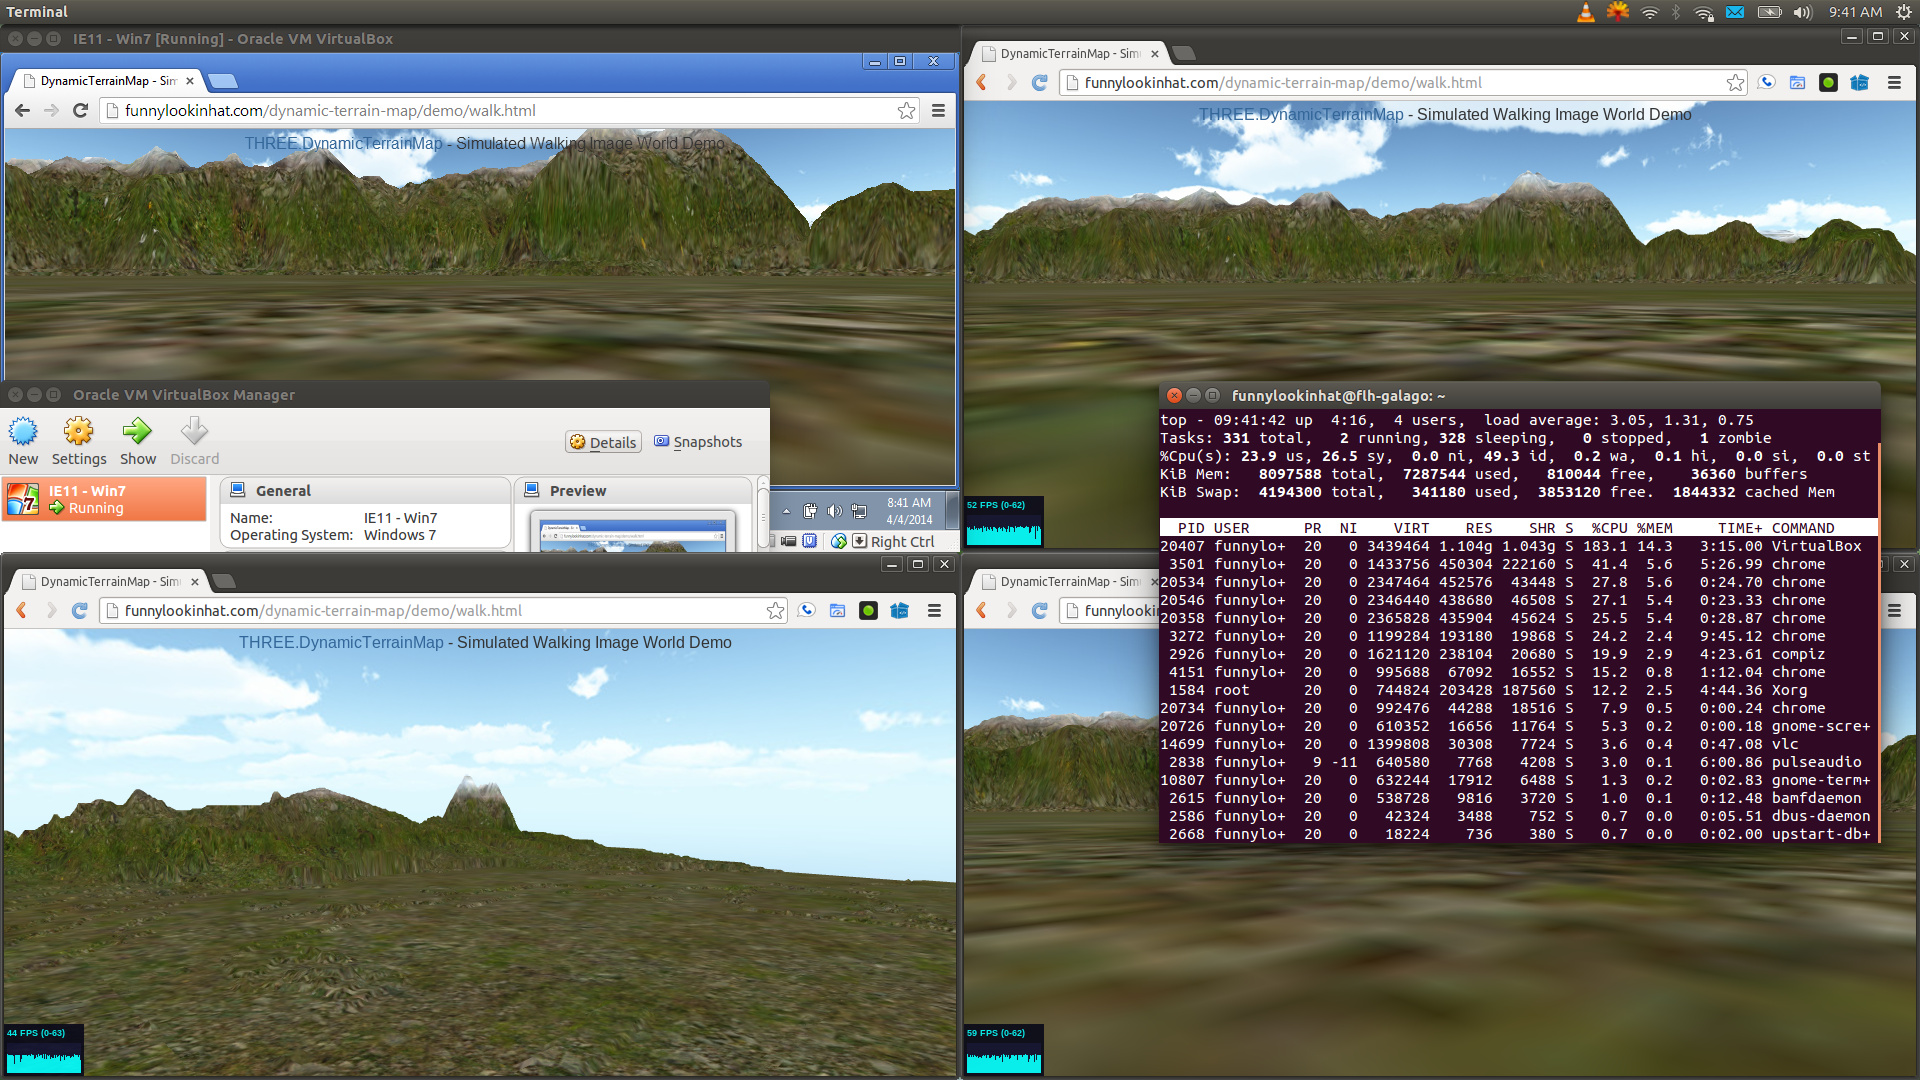 Terminal
9:41 AM
IE11 - Win7 [Running] - Oracle VM VirtualBox
DynamicTerrainMap - Sim
funnylookinhat.com/dynamic-terrain-map/demo/walk.html
THREE.DynamicTerrainMap - Simulated Walking Image World Demo
DynamicTerrainMap - Sim
funnylookinhat.com/dynamic-terrain-map/demo/walk.html
THREE.DynamicTerrainMap - Simulated Walking Image World Demo
52 FPS (0-62)
Oracle VM VirtualBox Manager
New Settings Show Discard
Details Snapshots
IE11 - Win7
Running
General
Name: IE11 - Win7
Operating System: Windows 7
Preview
8:41 AM
4/4/2014
Right Ctrl
funnylookinhat@flh-galago: ~
top - 09:41:42 up  4:16,  4 users,  load average: 3.05, 1.31, 0.75
Tasks: 331 total,   2 running, 328 sleeping,   0 stopped,   1 zombie
%Cpu(s): 23.9 us, 26.5 sy,  0.0 ni, 49.3 id,  0.2 wa,  0.1 hi,  0.0 si,  0.0 st
KiB Mem:   8097588 total,  7287544 used,   810044 free,    36360 buffers
KiB Swap:  4194300 total,   341180 used,  3853120 free.  1844332 cached Mem
PID USER PR NI VIRT RES SHR S %CPU %MEM TIME+ COMMAND
20407 funnylo+ 20 0 3439464 1.104g 1.043g S 183.1 14.3 3:15.00 VirtualBox
3501 funnylo+ 20 0 1433756 450304 222160 S 41.4 5.6 5:26.99 chrome
20534 funnylo+ 20 0 2347464 452576 43448 S 27.8 5.6 0:24.70 chrome
20546 funnylo+ 20 0 2346440 438680 46508 S 27.1 5.4 0:23.33 chrome
20358 funnylo+ 20 0 2365828 435904 45624 S 25.5 5.4 0:28.87 chrome
3272 funnylo+ 20 0 1199284 193180 19868 S 24.2 2.4 9:45.12 chrome
2926 funnylo+ 20 0 1621120 238104 20680 S 19.9 2.9 4:23.61 compiz
4151 funnylo+ 20 0 995688 67092 16552 S 15.2 0.8 1:12.04 chrome
1584 root 20 0 744824 203428 187560 S 12.2 2.5 4:44.36 Xorg
20734 funnylo+ 20 0 992476 44288 18516 S 7.9 0.5 0:00.24 chrome
20726 funnylo+ 20 0 610352 16656 11764 S 5.3 0.2 0:00.18 gnome-scre+
14699 funnylo+ 20 0 1399808 30308 7724 S 3.6 0.4 0:47.08 vlc
2838 funnylo+ 9 -11 640580 7768 4208 S 3.0 0.1 6:00.86 pulseaudio
10807 funnylo+ 20 0 632244 17912 6488 S 1.3 0.2 0:02.83 gnome-term+
2615 funnylo+ 20 0 538728 9816 3720 S 1.0 0.1 0:12.48 bamfdaemon
2586 funnylo+ 20 0 42324 3488 752 S 0.7 0.0 0:05.51 dbus-daemon
2668 funnylo+ 20 0 18224 736 380 S 0.7 0.0 0:02.00 upstart-db+
DynamicTerrainMap - Sim
funnylookinhat.com/dynamic-terrain-map/demo/walk.html
THREE.DynamicTerrainMap - Simulated Walking Image World Demo
44 FPS (0-63)
DynamicTerrainMap - Sim
funnylookin
59 FPS (0-62)